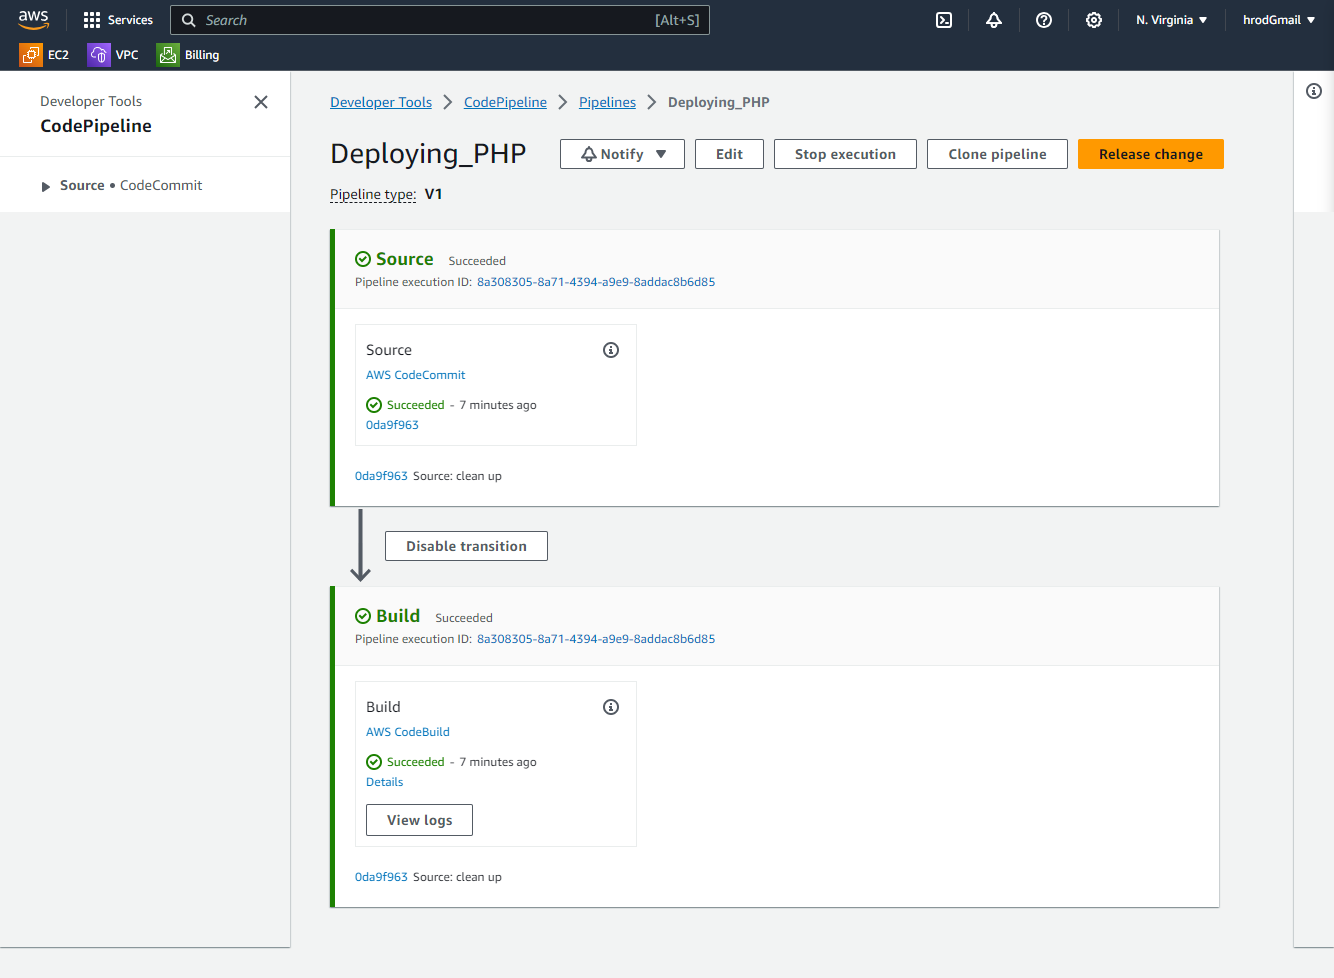 aws Services Search [Alt+S] N. Virginia hrodGmail
EC2 VPC Billing
Developer Tools
CodePipeline
Source • CodeCommit
Developer Tools CodePipeline Pipelines Deploying_PHP
Deploying_PHP Notify Edit Stop execution Clone pipeline Release change
Pipeline type: V1
Source Succeeded
Pipeline execution ID: 8a308305-8a71-4394-a9e9-8addac8b6d85
Source
AWS CodeCommit
Succeeded - 7 minutes ago
0da9f963
0da9f963 Source: clean up
Disable transition
Build Succeeded
Pipeline execution ID: 8a308305-8a71-4394-a9e9-8addac8b6d85
Build
AWS CodeBuild
Succeeded - 7 minutes ago
Details
View logs
0da9f963 Source: clean up